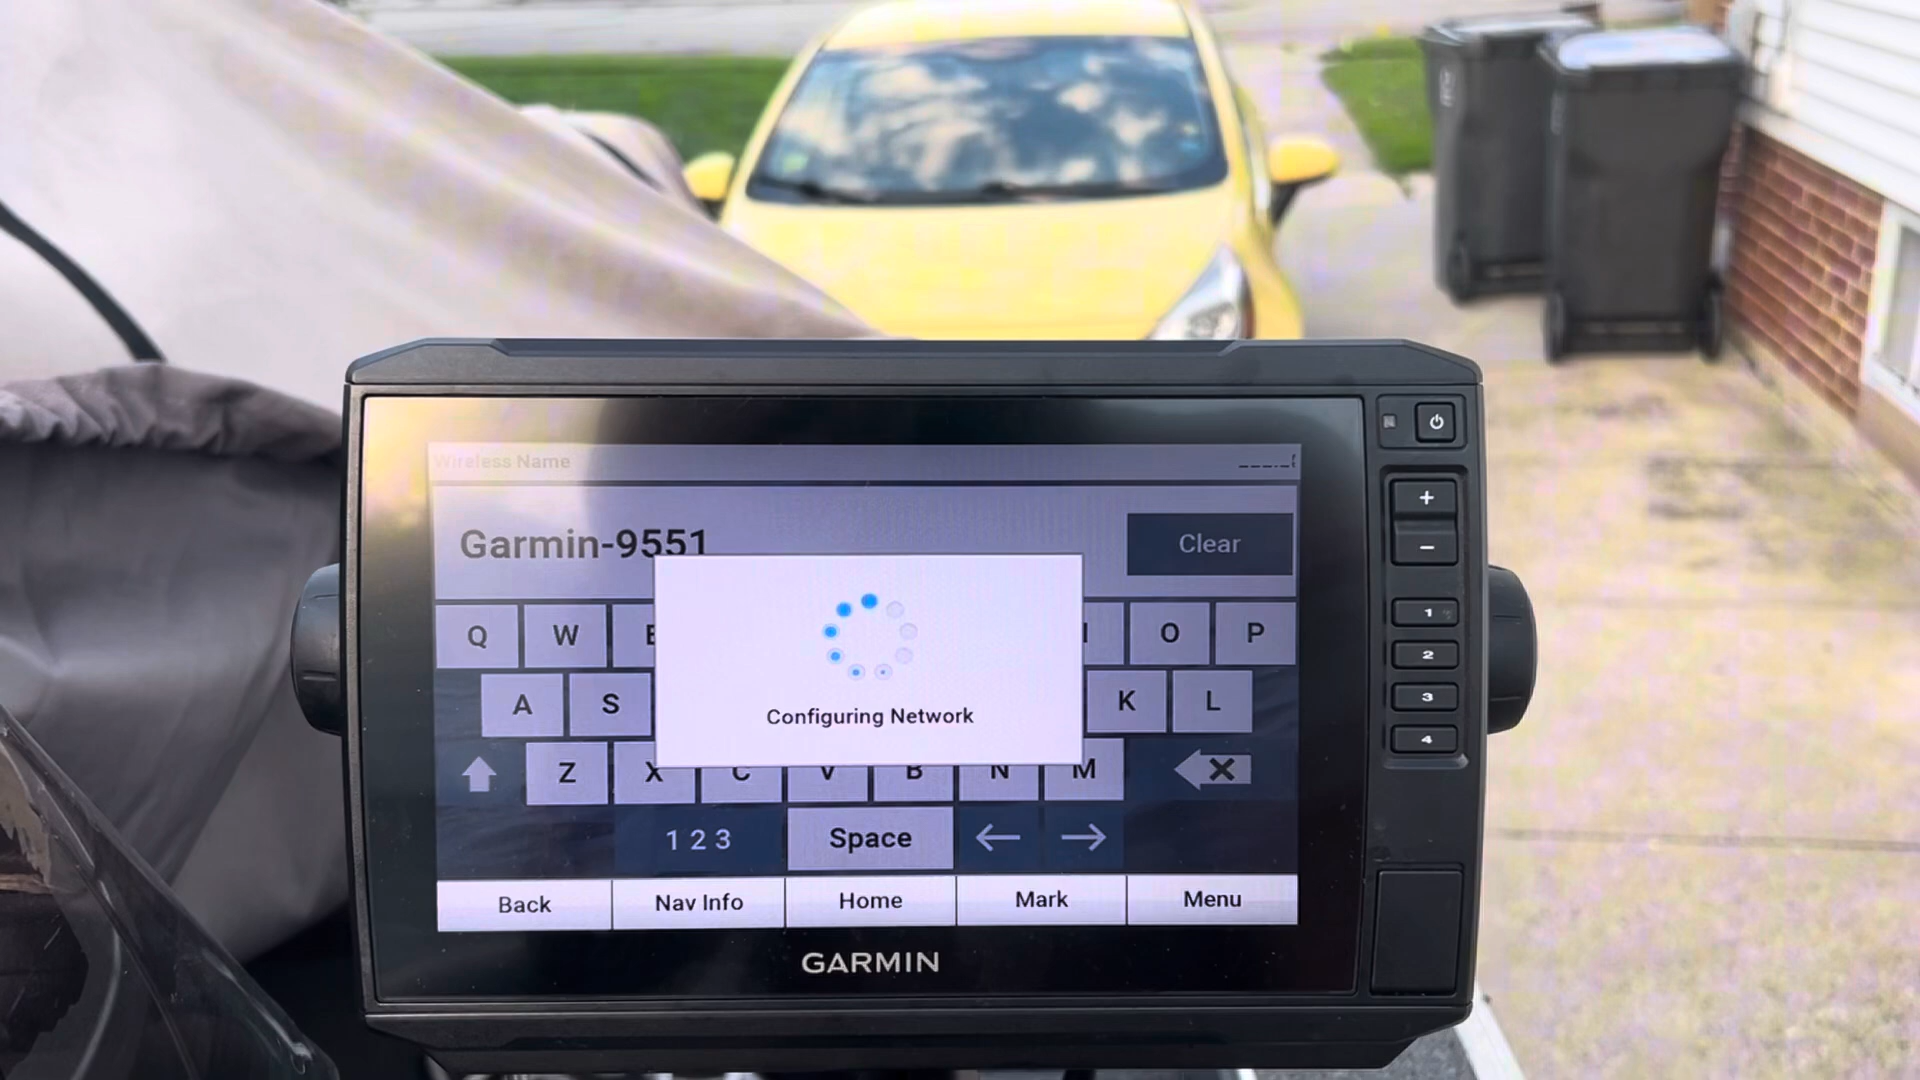 Wireless Name
Garmin-9551
Clear
Q W O P
A S K L
Configuring Network
Z X C V B N M
1 2 3
Space
Back Nav Info Home Mark Menu
GARMIN
+
-
1
2
3
4